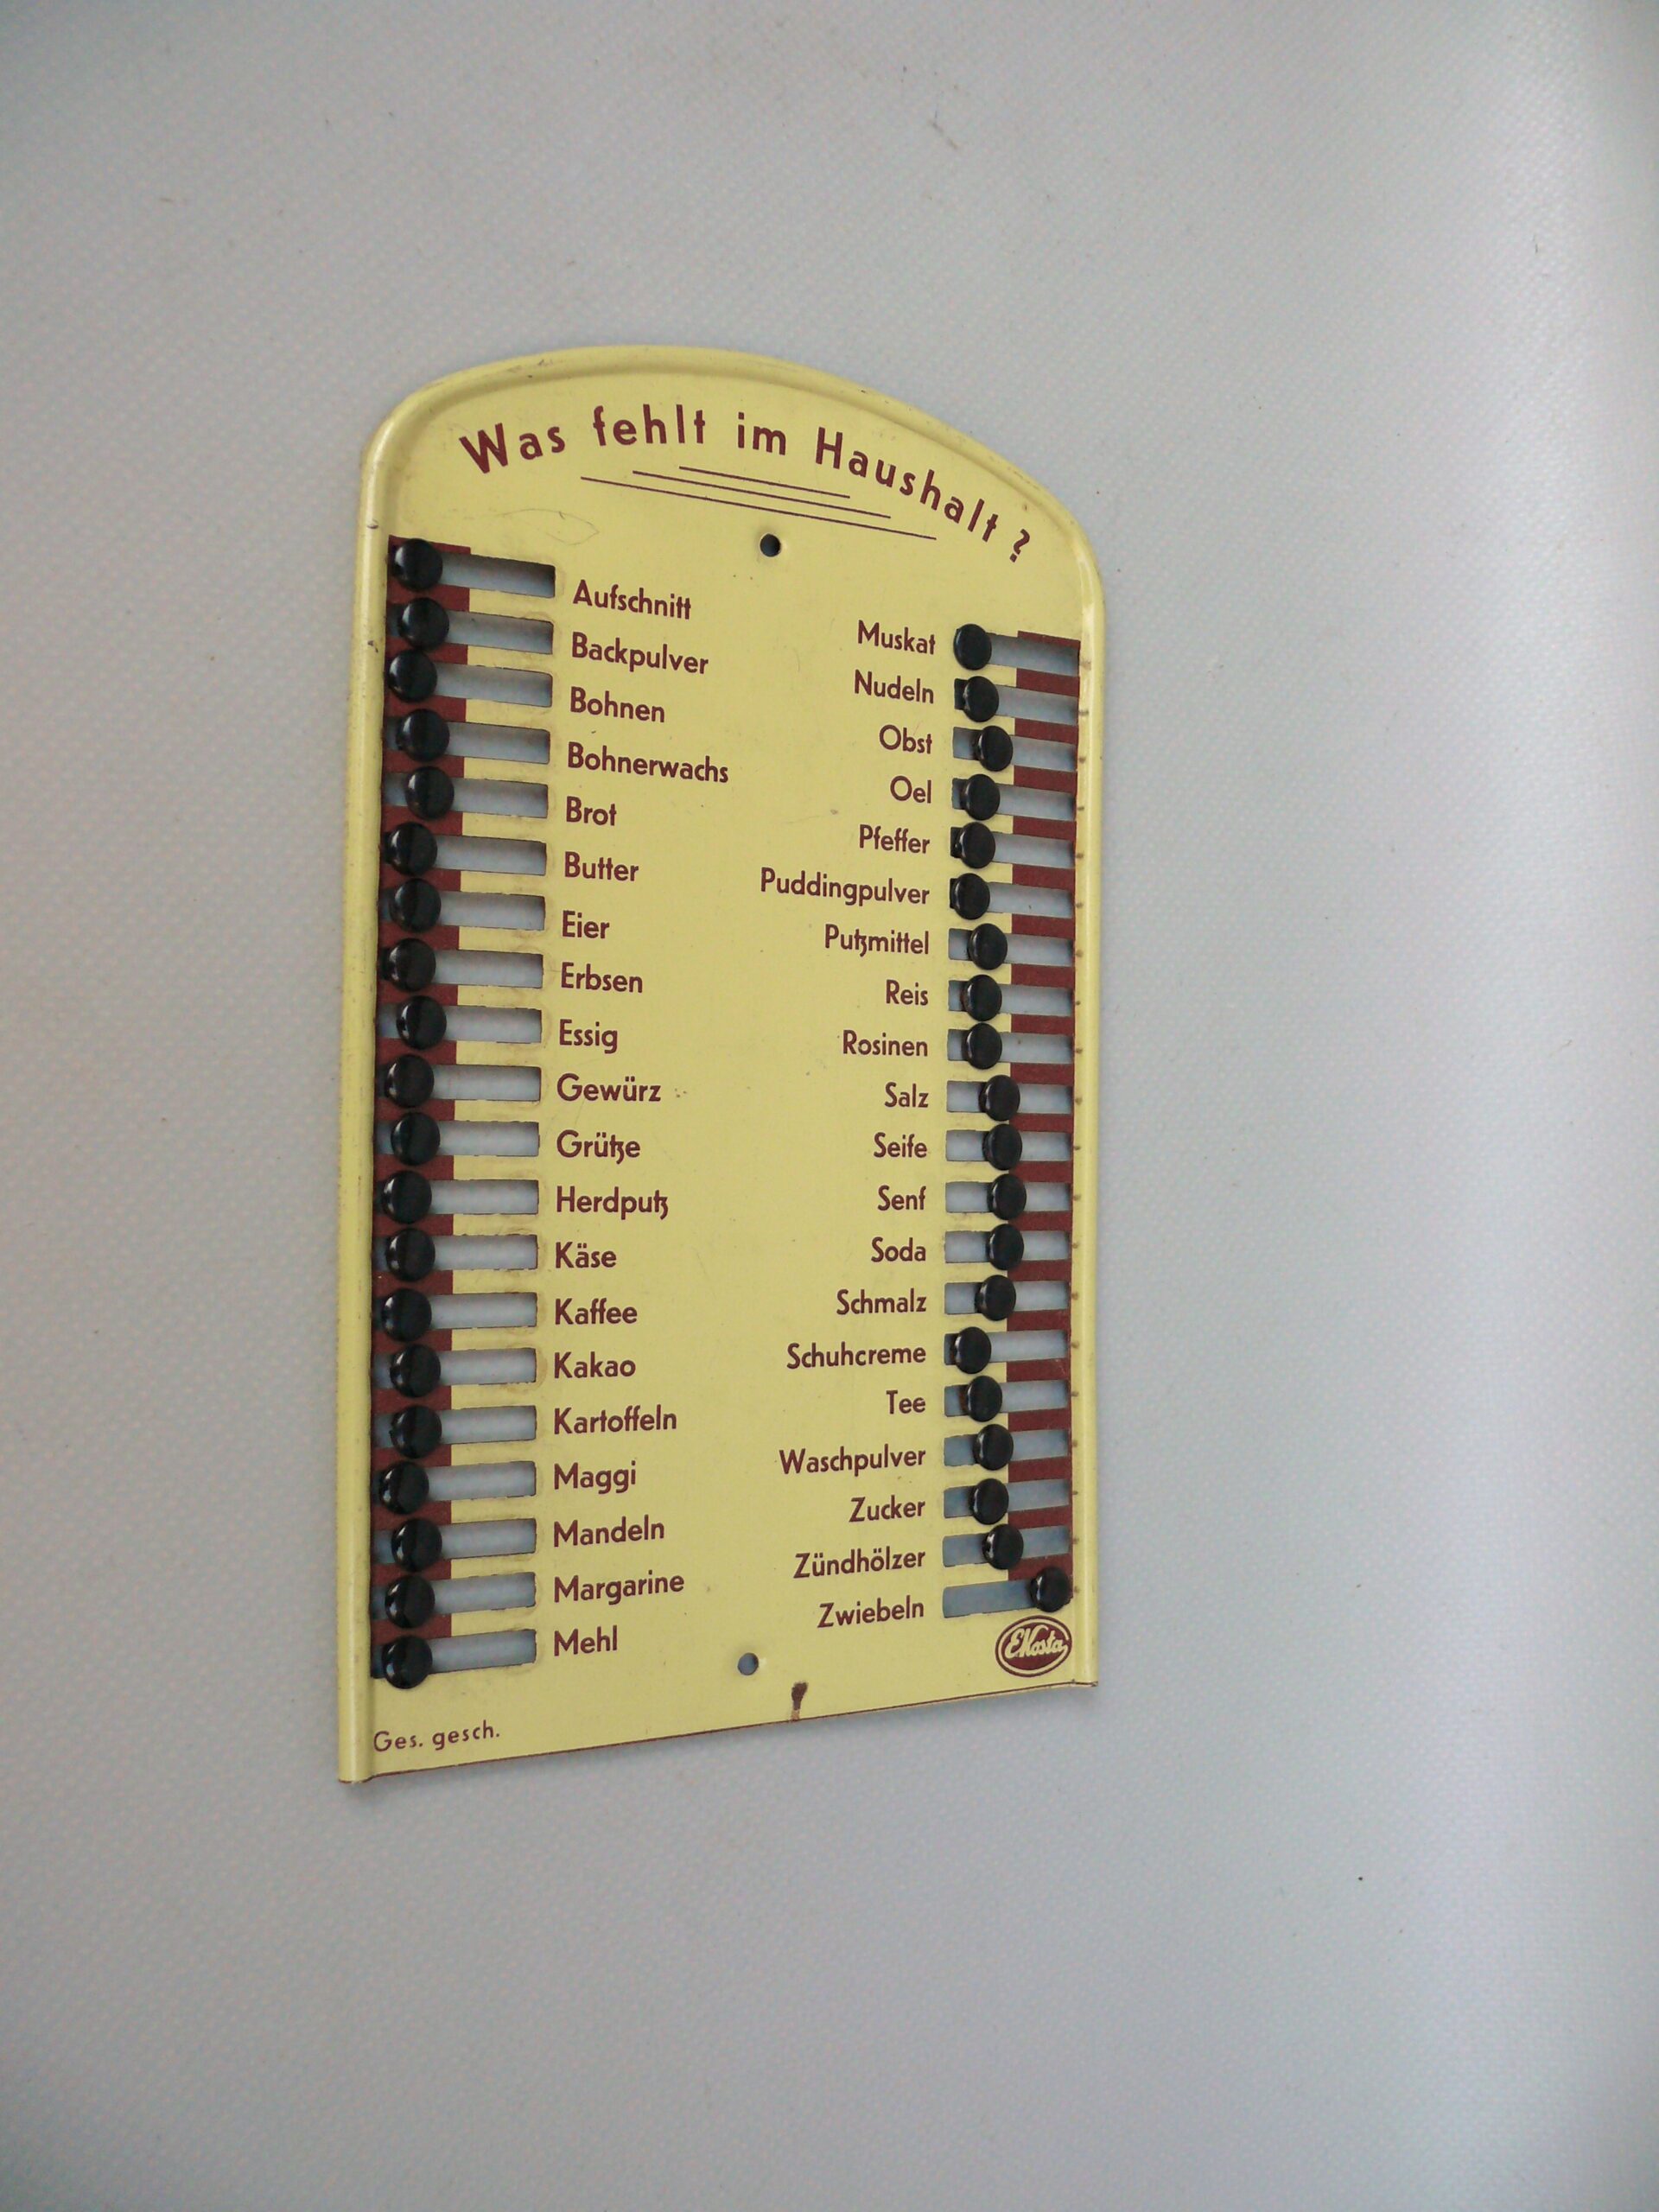 Was fehlt im Haushalt ?
Aufschnitt
Backpulver
Bohnen
Bohnerwachs
Brot
Butter
Eier
Erbsen
Essig
Gewürz
Grütze
Herdputz
Käse
Kaffee
Kakao
Kartoffeln
Maggi
Mandeln
Margarine
Mehl
Muskat
Nudeln
Obst
Oel
Pfeffer
Puddingpulver
Putzmittel
Reis
Rosinen
Salz
Seife
Senf
Soda
Schmalz
Schuhcreme
Tee
Waschpulver
Zucker
Zündhölzer
Zwiebeln
EKosta
Ges. gesch.